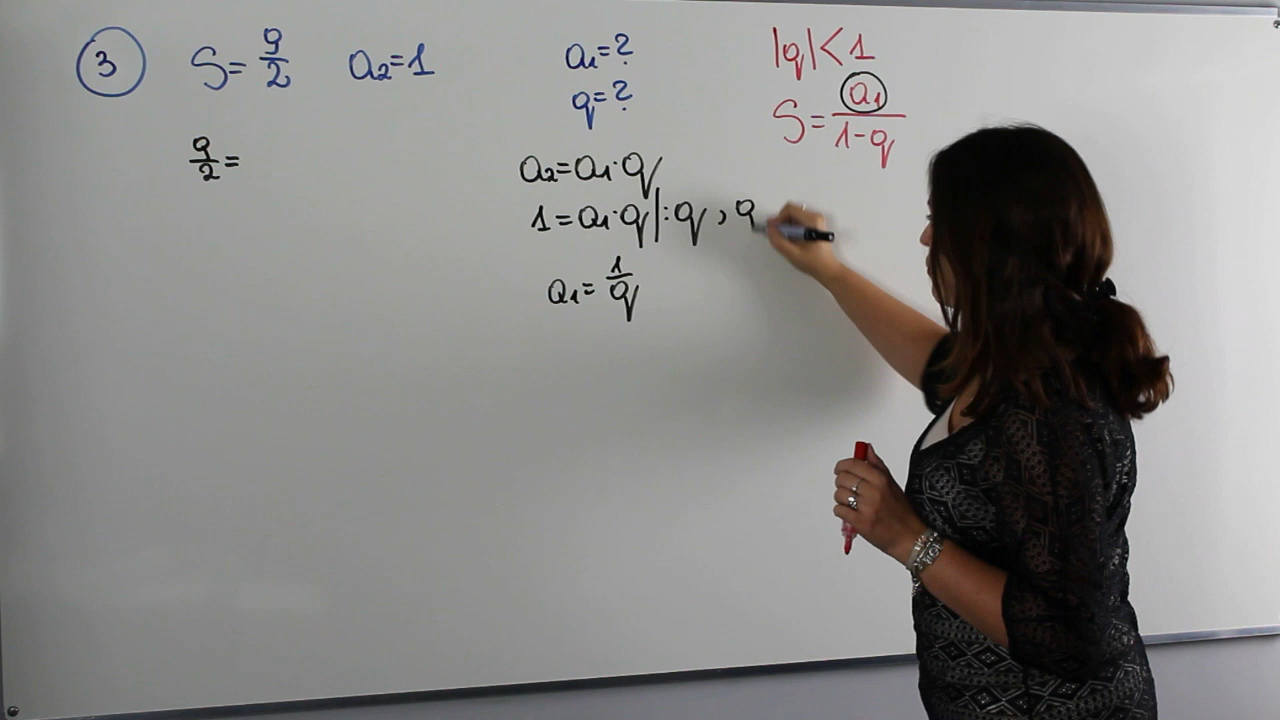 3 S = 9/2 a₂ = 1
9/2 =
a₁ = ?
q = ?
a₂ = a₁ · q
1 = a₁ · q | : q , q
a₁ = 1/q
|q| < 1
S = a₁/(1-q)